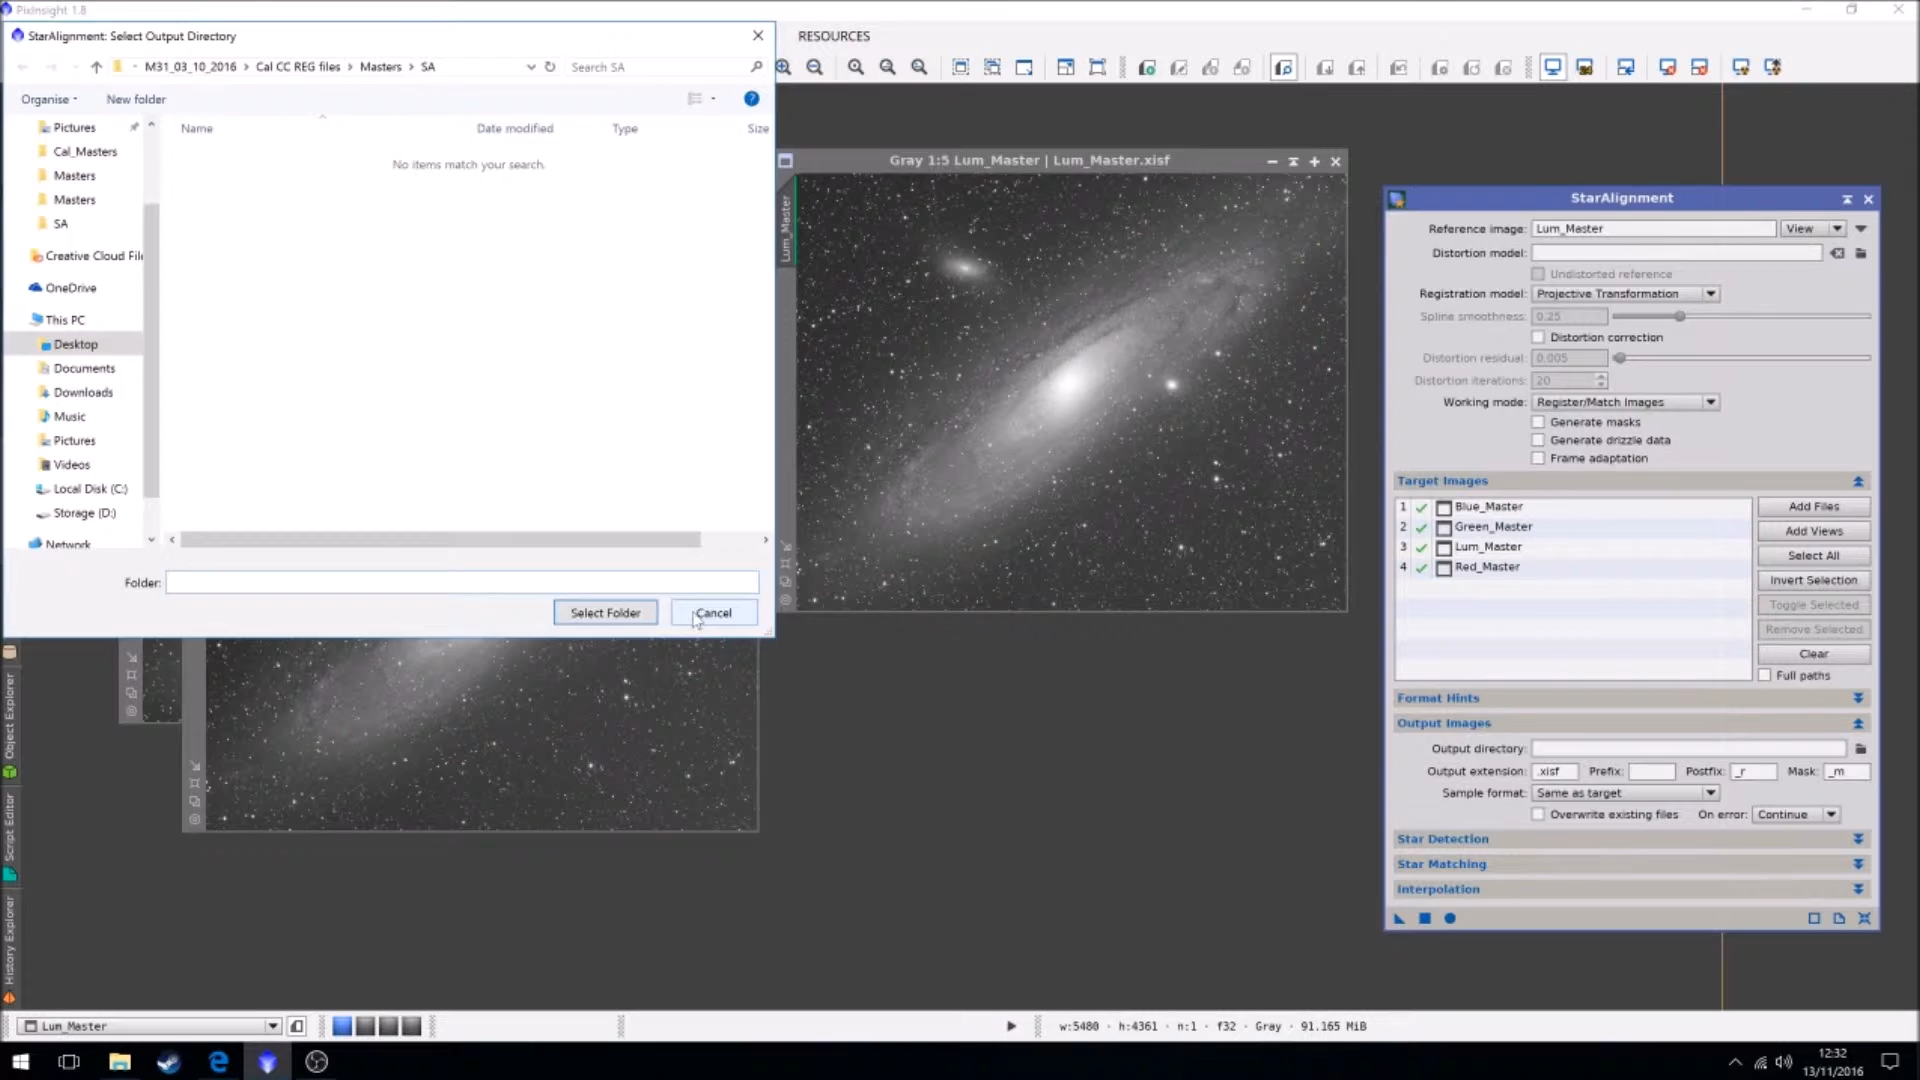 PixInsight 1.8
StarAlignment: Select Output Directory
M31_03_10_2016 › Cal CC REG files › Masters › SA
Search SA
RESOURCES
Organise
New folder
Name
Date modified
Type
Size
No items match your search.
Pictures
Cal_Masters
Masters
Masters
SA
Creative Cloud File
OneDrive
This PC
Desktop
Documents
Downloads
Music
Pictures
Videos
Local Disk (C:)
Storage (D:)
Network
Folder:
Select Folder
Cancel
Gray 1:5 Lum_Master | Lum_Master.xisf
Lum_Master
StarAlignment
Reference image: Lum_Master View
Distortion model:
Undistorted reference
Registration model: Projective Transformation
Spline smoothness: 0.25
Distortion correction
Distortion residual: 0.005
Distortion iterations: 20
Working mode: Register/Match Images
Generate masks
Generate drizzle data
Frame adaptation
Target Images
1 Blue_Master
2 Green_Master
3 Lum_Master
4 Red_Master
Add Files
Add Views
Select All
Invert Selection
Toggle Selected
Remove Selected
Clear
Full paths
Format Hints
Output Images
Output directory:
Output extension: .xisf Prefix: Postfix: _r Mask: _m
Sample format: Same as target
Overwrite existing files On error: Continue
Star Detection
Star Matching
Interpolation
Object Explorer
Script Editor
History Explorer
Lum_Master
w:5480 · h:4361 · n:1 · f32 · Gray · 91.165 MiB
12:32
13/11/2016